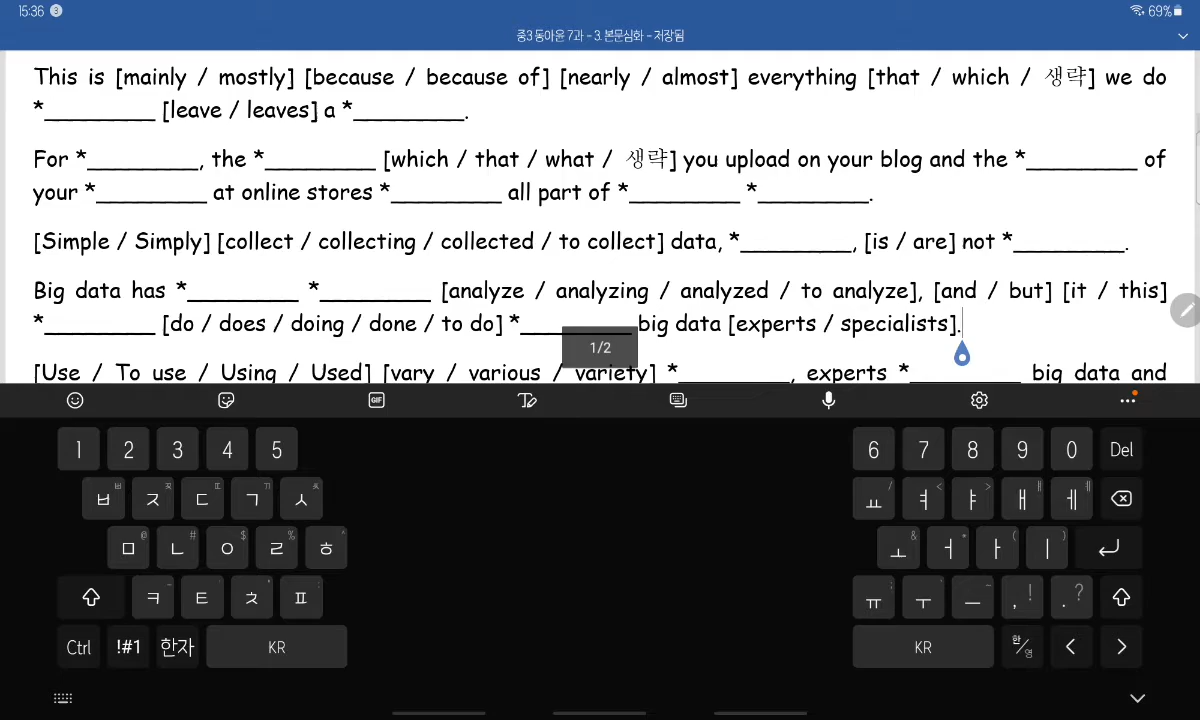 15:36 3 69%
중3 동아윤 7과 - 3. 본문심화 - 저장됨
This is [mainly / mostly] [because / because of] [nearly / almost] everything [that / which / 생략] we do
*________ [leave / leaves] a *________.
For *________, the *________ [which / that / what / 생략] you upload on your blog and the *________ of
your *________ at online stores *________ all part of *________ *________.
[Simple / Simply] [collect / collecting / collected / to collect] data, *________, [is / are] not *________.
Big data has *________ *________ [analyze / analyzing / analyzed / to analyze], [and / but] [it / this]
*________ [do / does / doing / done / to do] *________ big data [experts / specialists].
1/2
[Use / To use / Using / Used] [vary / various / variety] *________, experts *________ big data and
GIF
1 2 3 4 5 6 7 8 9 0 Del
ㅂ ㅈ ㄷ ㄱ ㅅ ㅛ ㅕ ㅑ ㅐ ㅔ
ㅁ ㄴ ㅇ ㄹ ㅎ ㅗ ㅓ ㅏ ㅣ
ㅋ ㅌ ㅊ ㅍ ㅠ ㅜ ㅡ , ! . ?
Ctrl !#1 한자 KR KR 한/영 < >